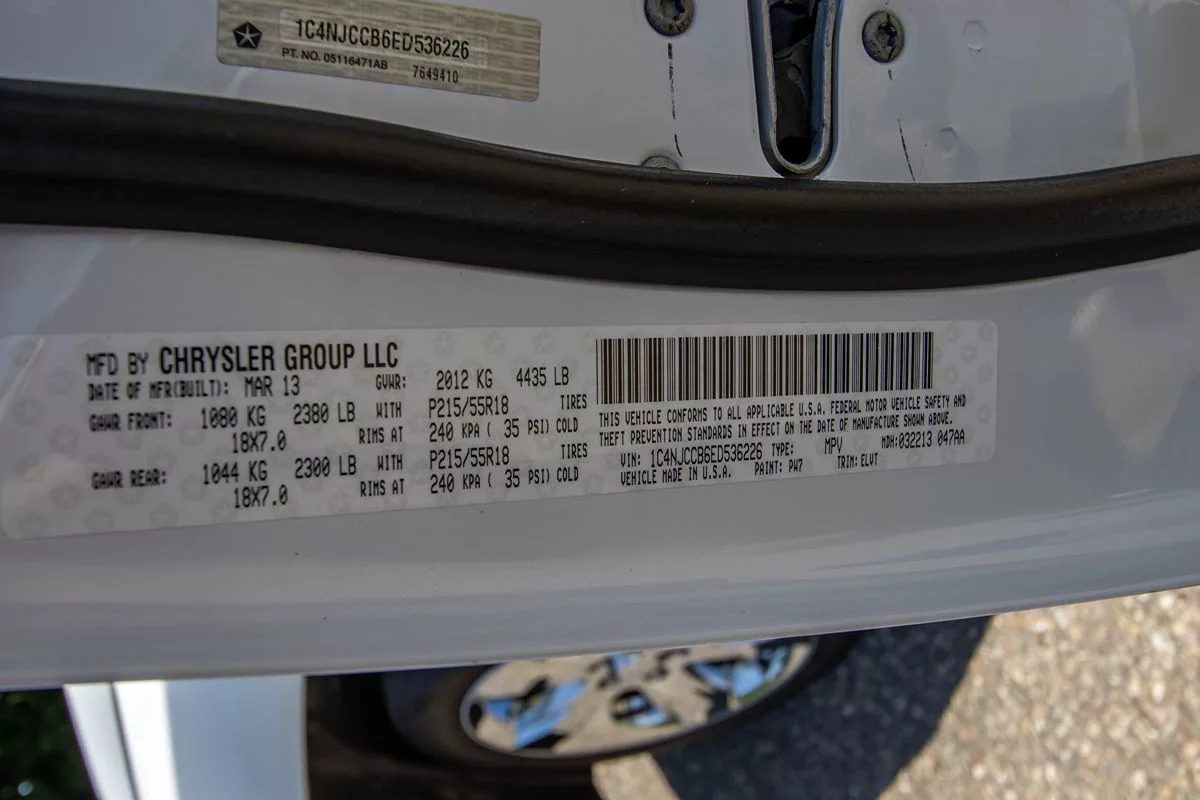 1C4NJCCB6ED536226
PT. NO. 05116471AB 7649410
MFD BY CHRYSLER GROUP LLC
DATE OF MFR(BUILT): MAR 13 GVWR: 2012 KG 4435 LB
GAWR FRONT: 1080 KG 2380 LB WITH P215/55R18 TIRES
18X7.0 RIMS AT 240 KPA ( 35 PSI) COLD
GAWR REAR: 1044 KG 2300 LB WITH P215/55R18 TIRES
18X7.0 RIMS AT 240 KPA ( 35 PSI) COLD
THIS VEHICLE CONFORMS TO ALL APPLICABLE U.S.A. FEDERAL MOTOR VEHICLE SAFETY AND
THEFT PREVENTION STANDARDS IN EFFECT ON THE DATE OF MANUFACTURE SHOWN ABOVE.
VIN: 1C4NJCCB6ED536226 TYPE: MPV MDH:032213 047AA
VEHICLE MADE IN U.S.A. PAINT: PW7 TRIM: ELVT